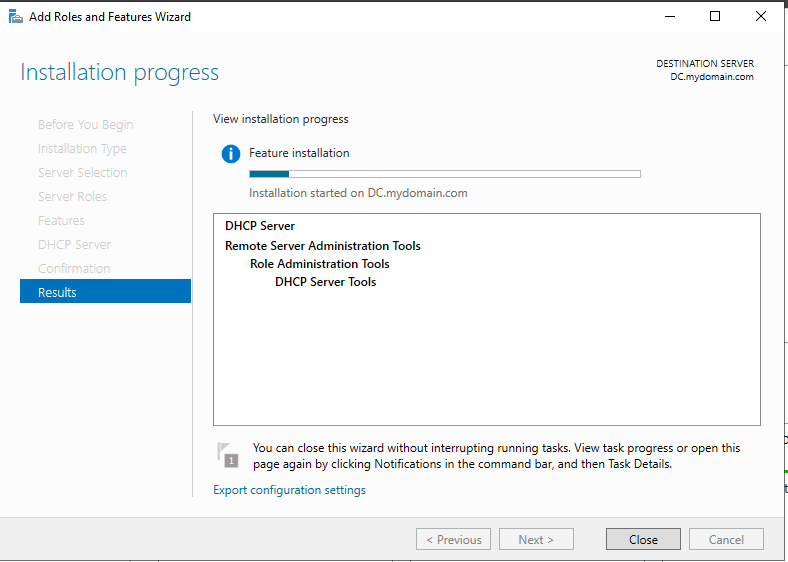 Add Roles and Features Wizard
Installation progress
DESTINATION SERVER
DC.mydomain.com
Before You Begin
Installation Type
Server Selection
Server Roles
Features
DHCP Server
Confirmation
Results
View installation progress
Feature installation
Installation started on DC.mydomain.com
DHCP Server
Remote Server Administration Tools
Role Administration Tools
DHCP Server Tools
1
You can close this wizard without interrupting running tasks. View task progress or open this
page again by clicking Notifications in the command bar, and then Task Details.
Export configuration settings
< Previous
Next >
Close
Cancel